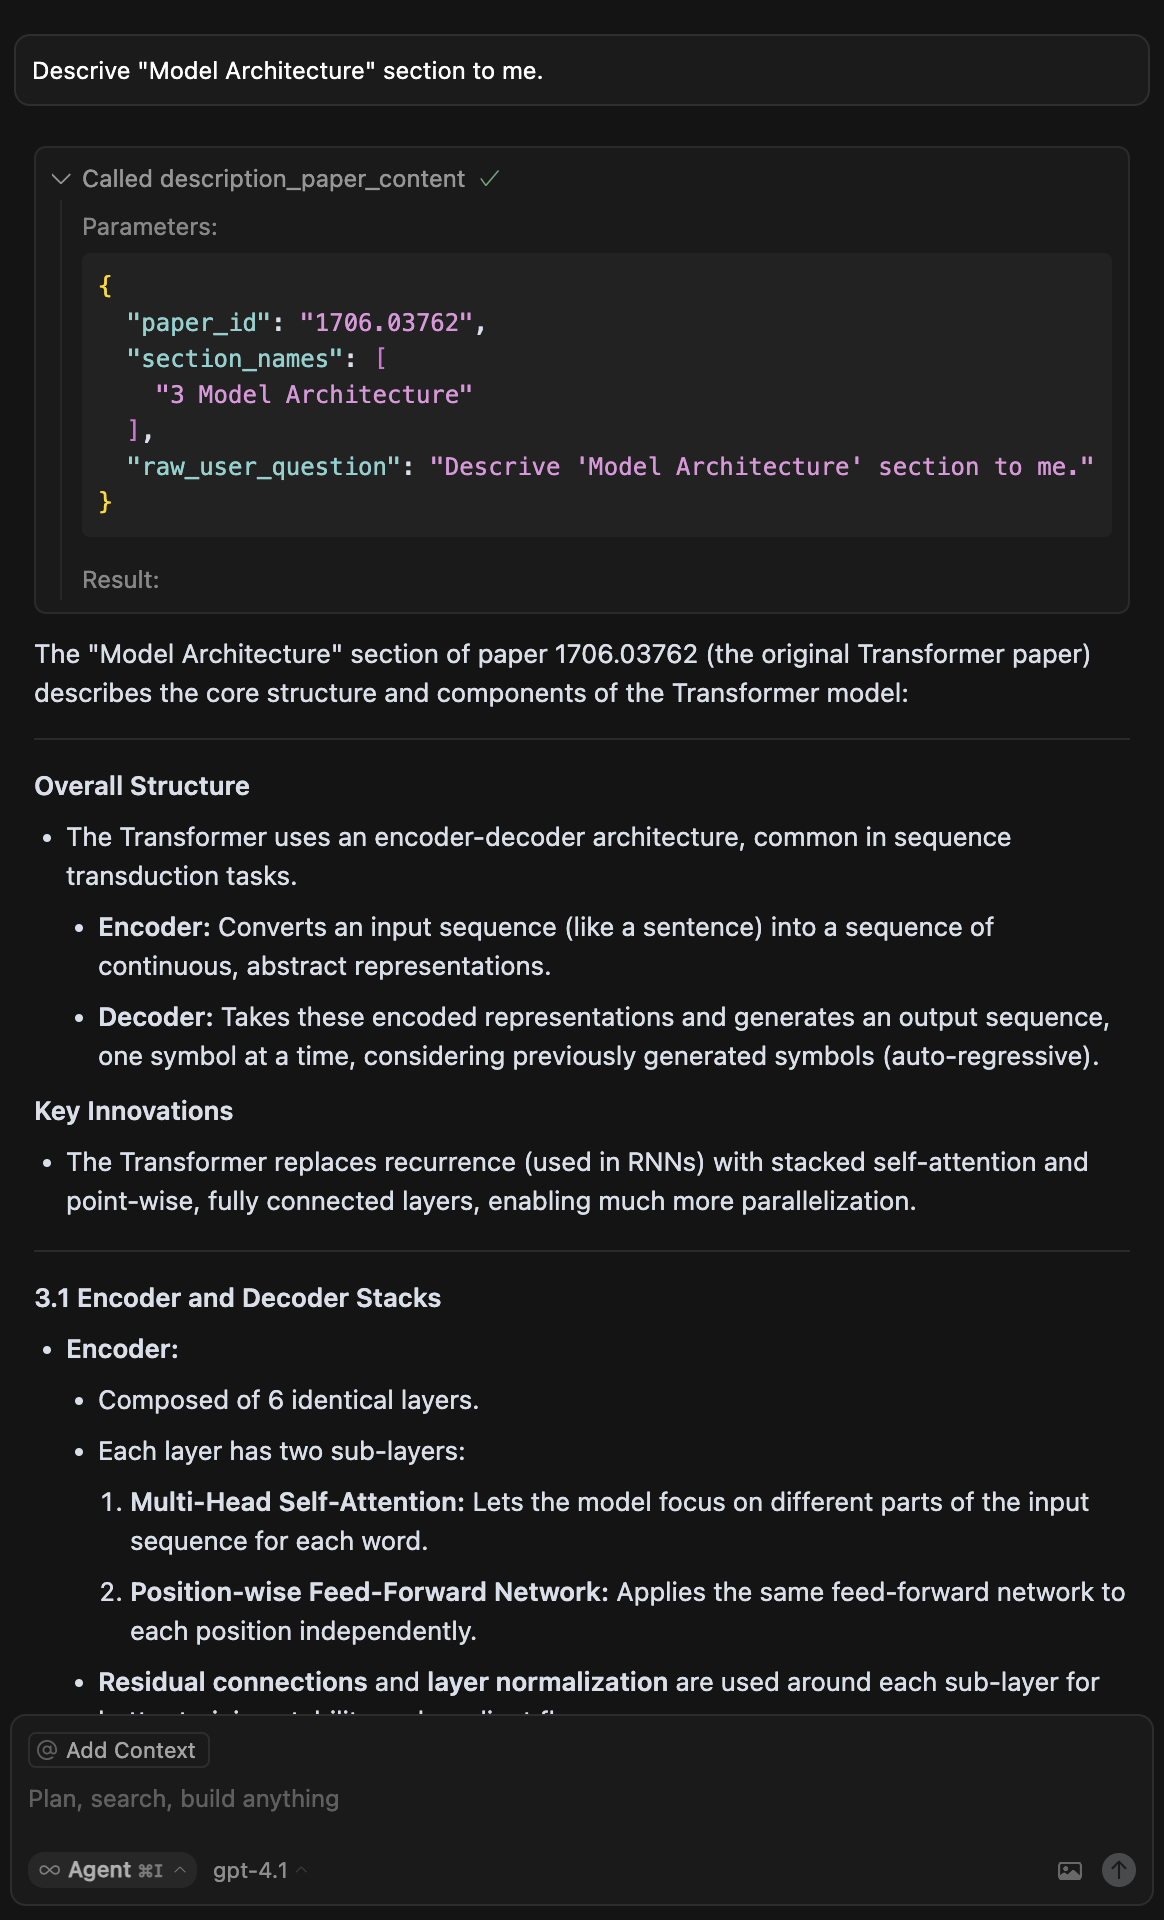 Descrive "Model Architecture" section to me.
Called description_paper_content
Parameters:
{
"paper_id": "1706.03762",
"section_names": [
"3 Model Architecture"
],
"raw_user_question": "Descrive 'Model Architecture' section to me."
}
Result:
The "Model Architecture" section of paper 1706.03762 (the original Transformer paper)
describes the core structure and components of the Transformer model:
Overall Structure
• The Transformer uses an encoder-decoder architecture, common in sequence
transduction tasks.
• Encoder: Converts an input sequence (like a sentence) into a sequence of
continuous, abstract representations.
• Decoder: Takes these encoded representations and generates an output sequence,
one symbol at a time, considering previously generated symbols (auto-regressive).
Key Innovations
• The Transformer replaces recurrence (used in RNNs) with stacked self-attention and
point-wise, fully connected layers, enabling much more parallelization.
3.1 Encoder and Decoder Stacks
• Encoder:
• Composed of 6 identical layers.
• Each layer has two sub-layers:
1. Multi-Head Self-Attention: Lets the model focus on different parts of the input
sequence for each word.
2. Position-wise Feed-Forward Network: Applies the same feed-forward network to
each position independently.
• Residual connections and layer normalization are used around each sub-layer for
@ Add Context
Plan, search, build anything
∞ Agent ⌘I gpt-4.1